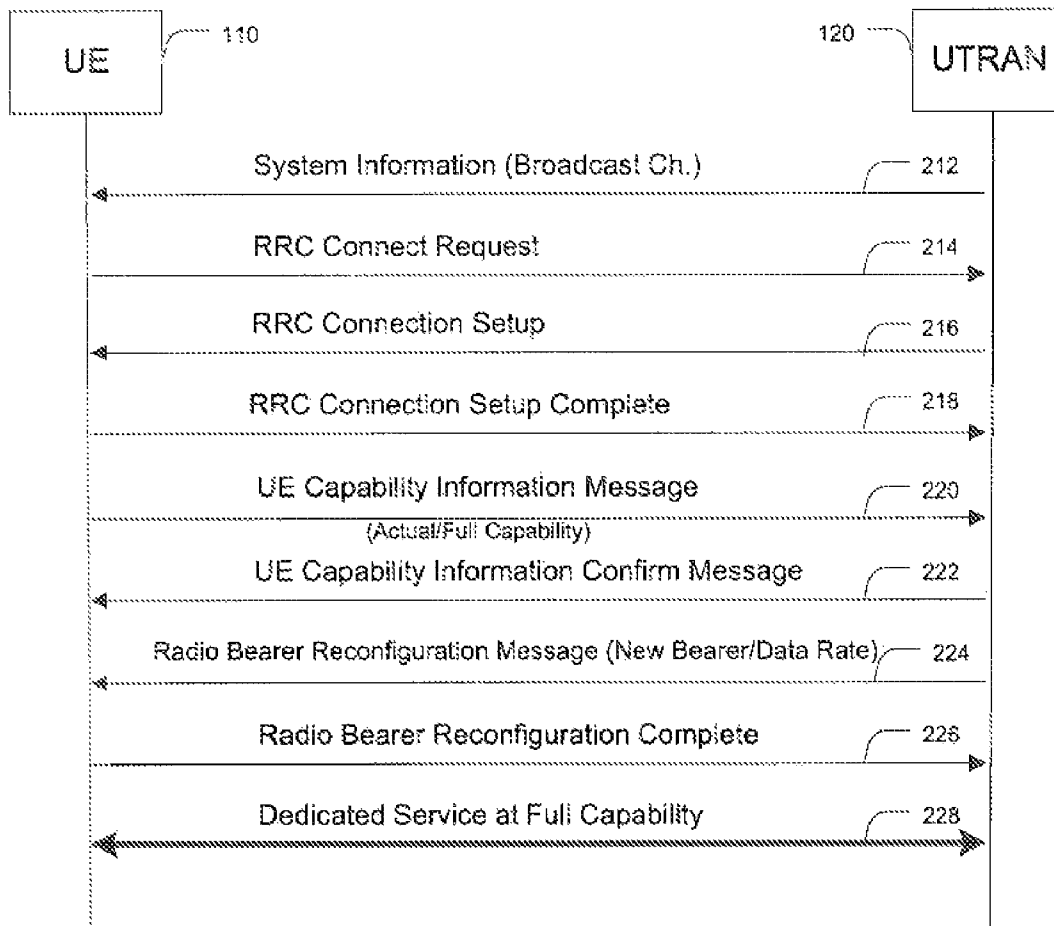 UE
110
120
UTRAN
System Information (Broadcast Ch.)
212
RRC Connect Request
214
RRC Connection Setup
216
RRC Connection Setup Complete
218
UE Capability Information Message
220
(Actual/Full Capability)
UE Capability Information Confirm Message
222
Radio Bearer Reconfiguration Message (New Bearer/Data Rate)
224
Radio Bearer Reconfiguration Complete
226
Dedicated Service at Full Capability
228